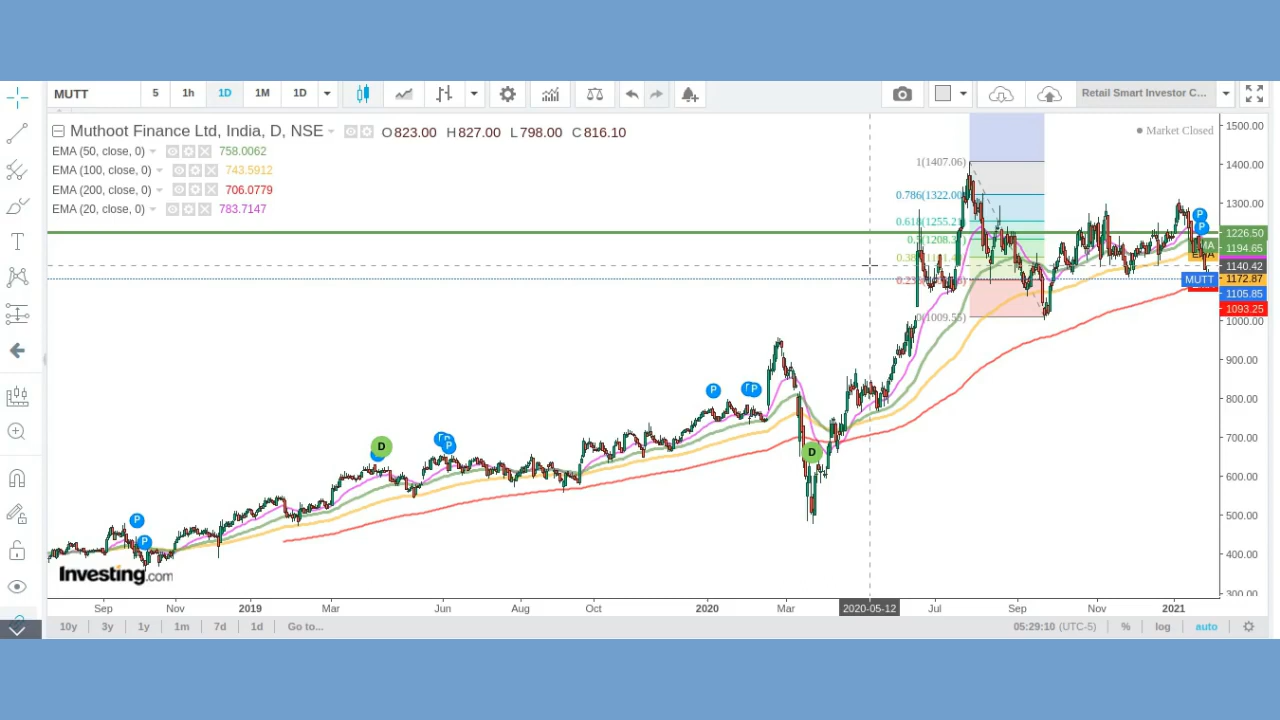 MUTT 5 1h 1D 1M 1D Retail Smart Investor C...
Muthoot Finance Ltd, India, D, NSE O823.00 H827.00 L798.00 C816.10
Market Closed
EMA (50, close, 0) 758.0062
EMA (100, close, 0) 743.5912
EMA (200, close, 0) 706.0779
EMA (20, close, 0) 783.7147
1(1407.06)
0.786(1322.00)
0(1009.55)
1500.00
1400.00
1300.00
1226.50
1194.65
1140.42
MUTT 1172.87
1105.85
1093.25
1000.00
900.00
800.00
700.00
600.00
500.00
400.00
300.00
P
P
P P
D
P
D
P
D
P
P
Investing.com
Sep Nov 2019 Mar Jun Aug Oct 2020 Mar 2020-05-12 Jul Sep Nov 2021
10y 3y 1y 1m 7d 1d Go to... 05:29:10 (UTC-5) % log auto